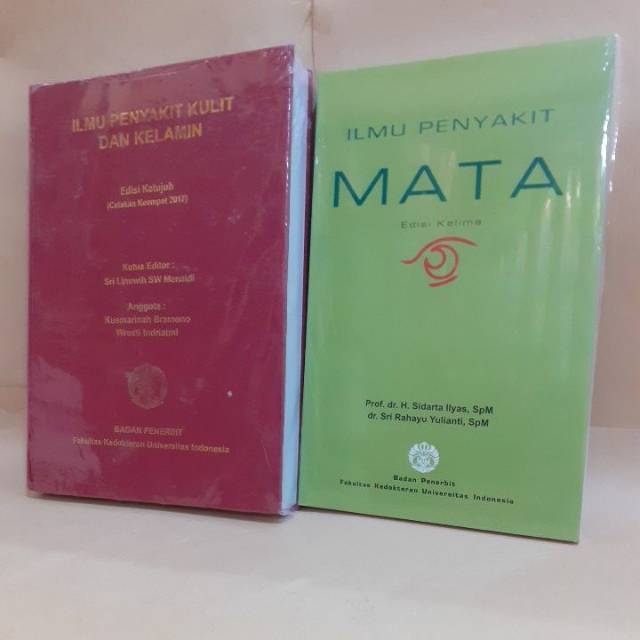 ILMU PENYAKIT KULIT
DAN KELAMIN
Edisi Ketujuh
(Cetakan Keempat 2017)
Ketua Editor :
Sri Linuwih SW Menaldi
Anggota :
Kusmarinah Bramono
Wresti Indriatmi
BADAN PENERBIT
Fakultas Kedokteran Universitas Indonesia
ILMU PENYAKIT
MATA
Edisi Kelima
Prof. dr. H. Sidarta Ilyas, SpM
dr. Sri Rahayu Yulianti, SpM
Badan Penerbit
Fakultas Kedokteran Universitas Indonesia